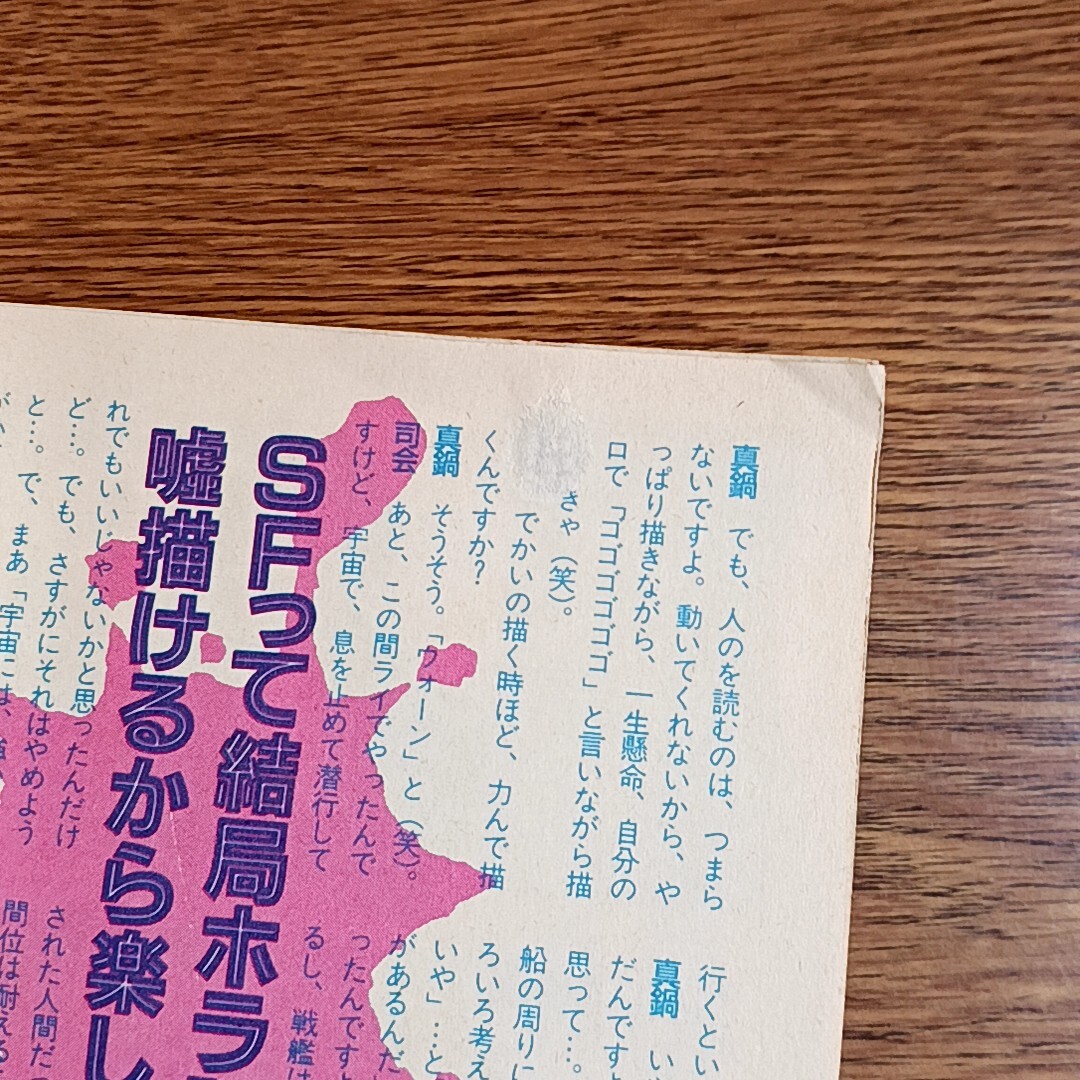 真鍋 でも、人のを読むのは、つまら
ないですよ。動いてくれないから、や
っぱり描きながら、一生懸命、自分の
ロで「ゴゴゴゴゴ」と言いながら描
きゃ(笑)。
でかいの描く時ほど、力んで描
くんですか?
真鍋 そうそう。「ウォーン」と(笑)。
司会 あと、この間ライでやったんで
すけど、宇宙で、息を止めて潜行して
SFって結局ホラ
嘘描けるから楽し
れでもいいじゃないかと思ったんだけ
ど…。でも、さすがにそれはやめよう
と…。で、まあ「宇宙には、
行くとい
真鍋 い
だんです
思って…。
船の周りに
ろいろ考え
いや」…と
があるんだ
ったんですけ
るし、戦艦は
された人間だ
間位は耐える